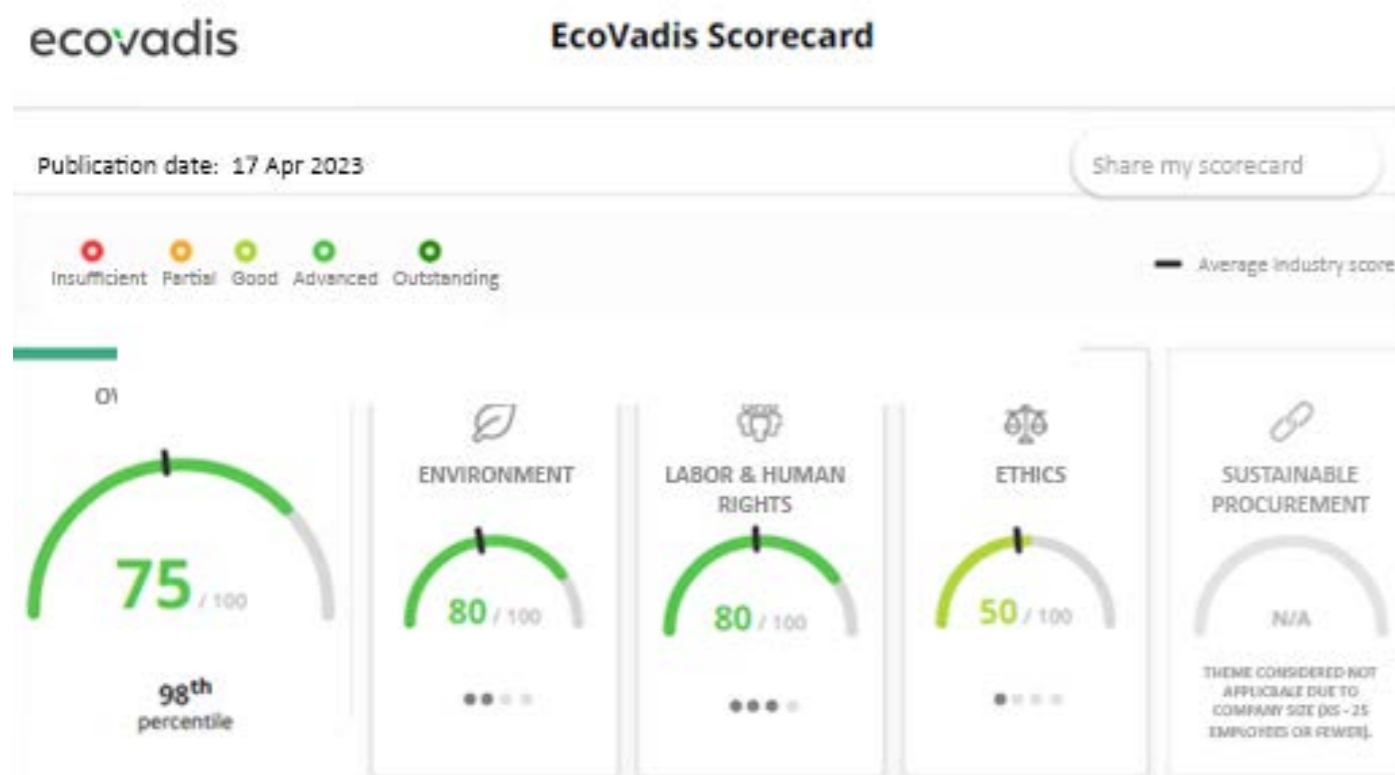 ecovadis
EcoVadis Scorecard
Publication date: 17 Apr 2023
Share my scorecard
Insufficient Partial Good Advanced Outstanding
Average Industry score
ENVIRONMENT
LABOR & HUMAN
RIGHTS
ETHICS
SUSTAINABLE
PROCUREMENT
75 / 100
80 / 100
80 / 100
50 / 100
N/A
98th
percentile
THEME CONSIDERED NOT
APPLICBALE DUE TO
COMPANY SIZE (XS - 25
EMPLOYEES OR FEWER).